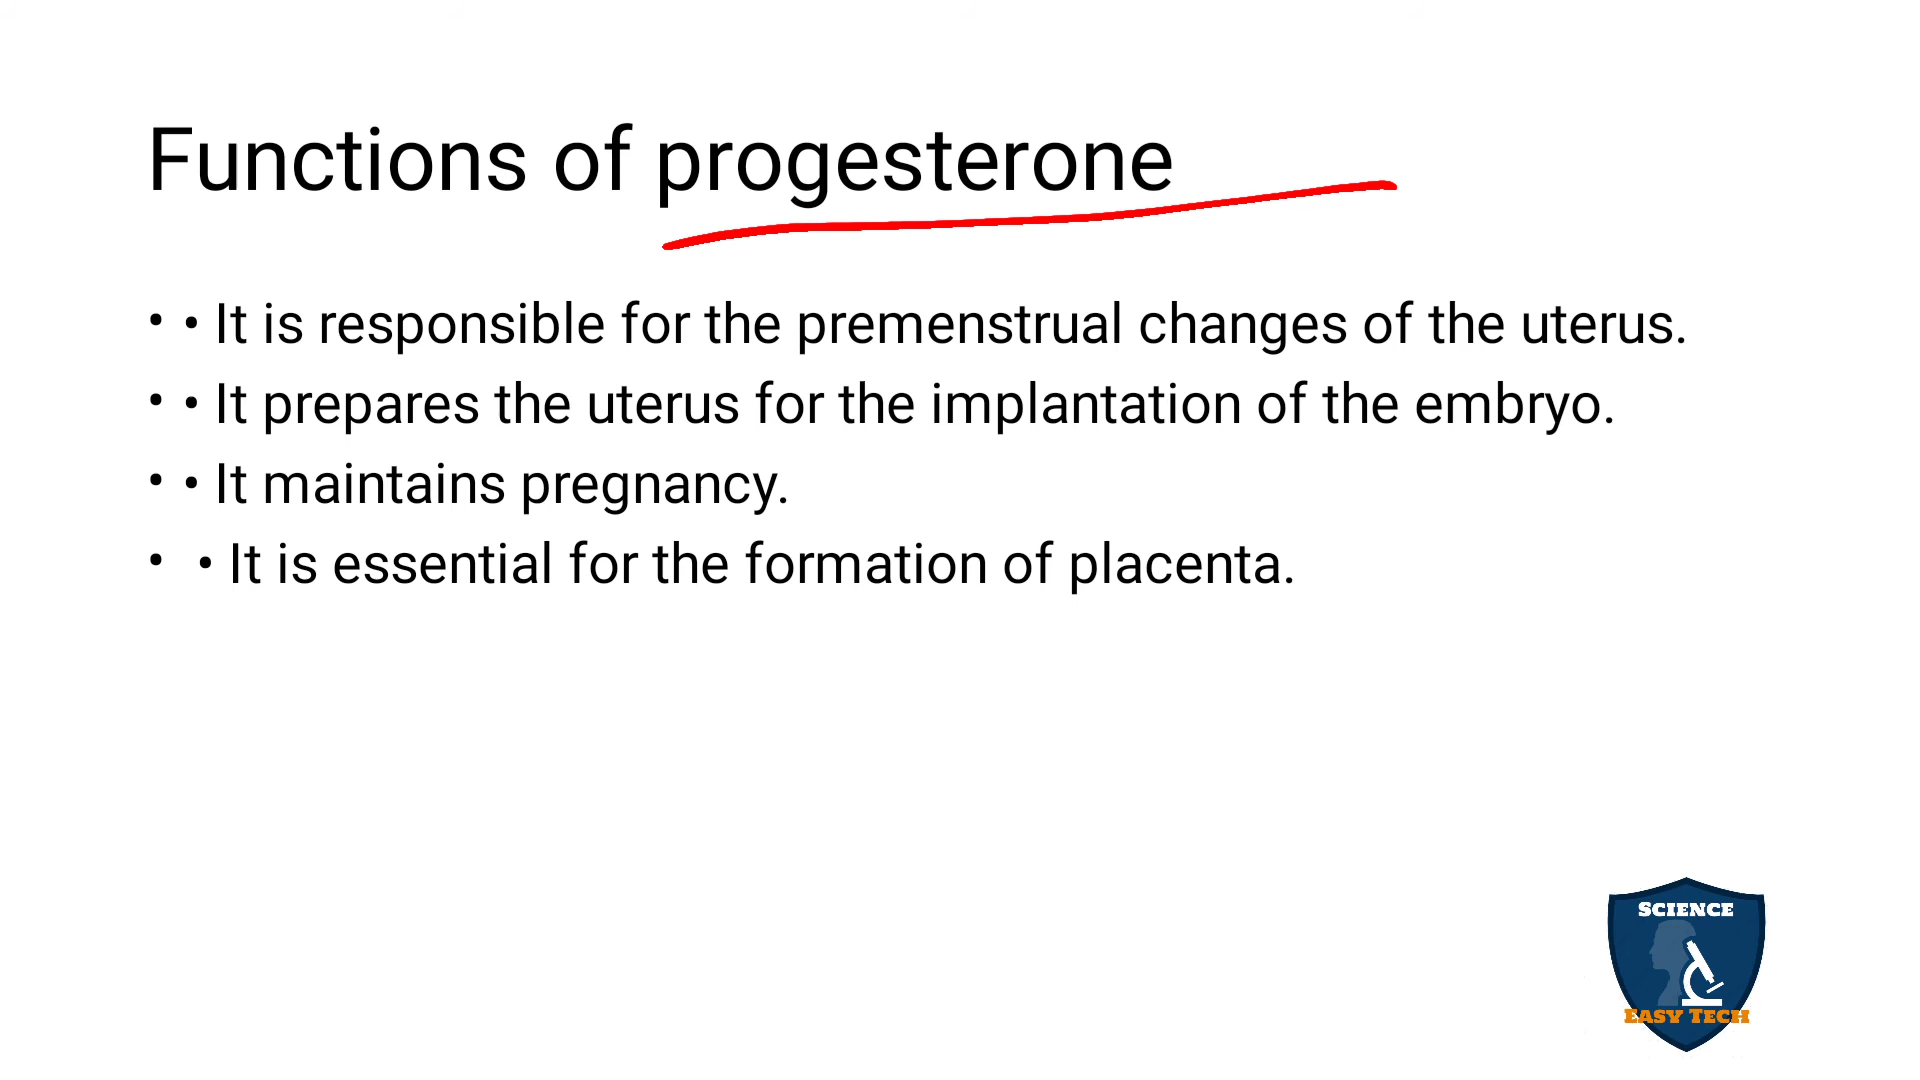 Functions of progesterone
• • It is responsible for the premenstrual changes of the uterus.
• • It prepares the uterus for the implantation of the embryo.
• • It maintains pregnancy.
• • It is essential for the formation of placenta.
SCIENCE
EASY TECH